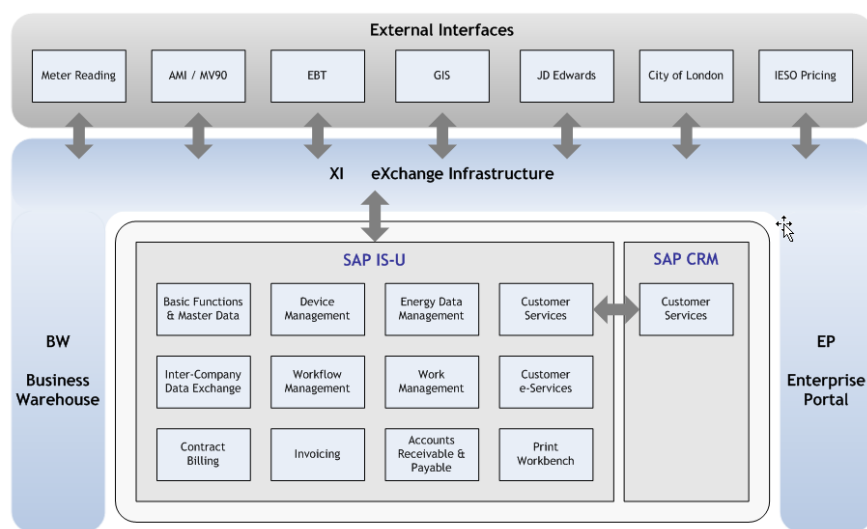 External Interfaces
Meter Reading
AMI / MV90
EBT
GIS
JD Edwards
City of London
IESO Pricing
XI eXchange Infrastructure
SAP IS-U
SAP CRM
Basic Functions
& Master Data
Device
Management
Energy Data
Management
Customer
Services
Customer
Services
BW
Business
Warehouse
EP
Enterprise
Portal
Inter-Company
Data Exchange
Workflow
Management
Work
Management
Customer
e-Services
Contract
Billing
Invoicing
Accounts
Receivable &
Payable
Print
Workbench